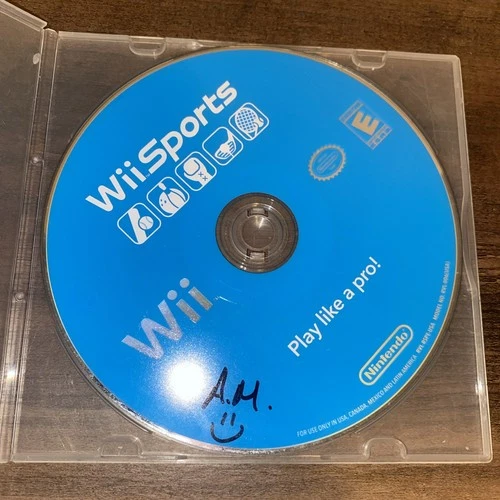 Wii Sports
E
Wii
Play like a pro!
Nintendo
A.M.
FOR USE ONLY IN USA, CANADA, MEXICO AND LATIN AMERICA